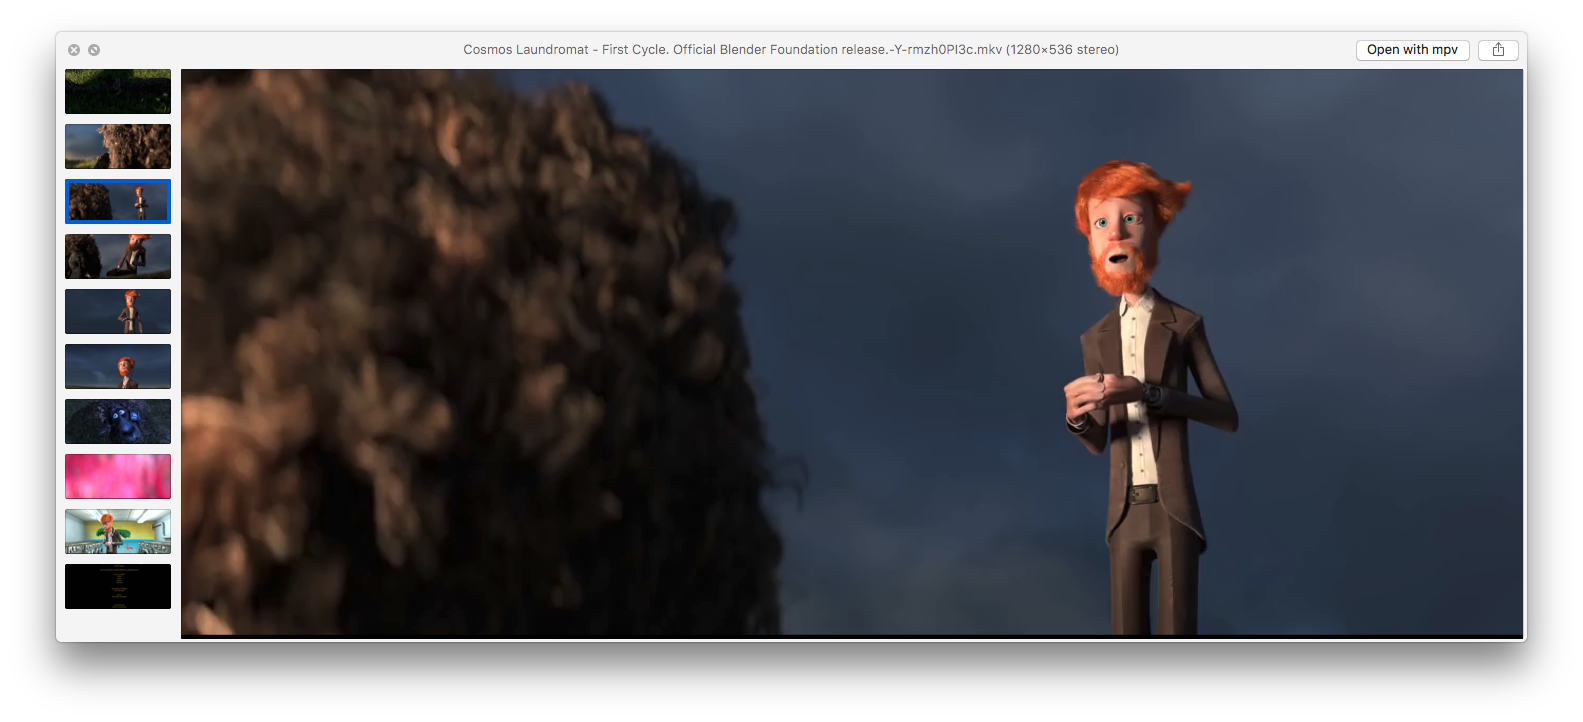 Cosmos Laundromat - First Cycle. Official Blender Foundation release.-Y-rmzh0PI3c.mkv (1280×536 stereo)
Open with mpv